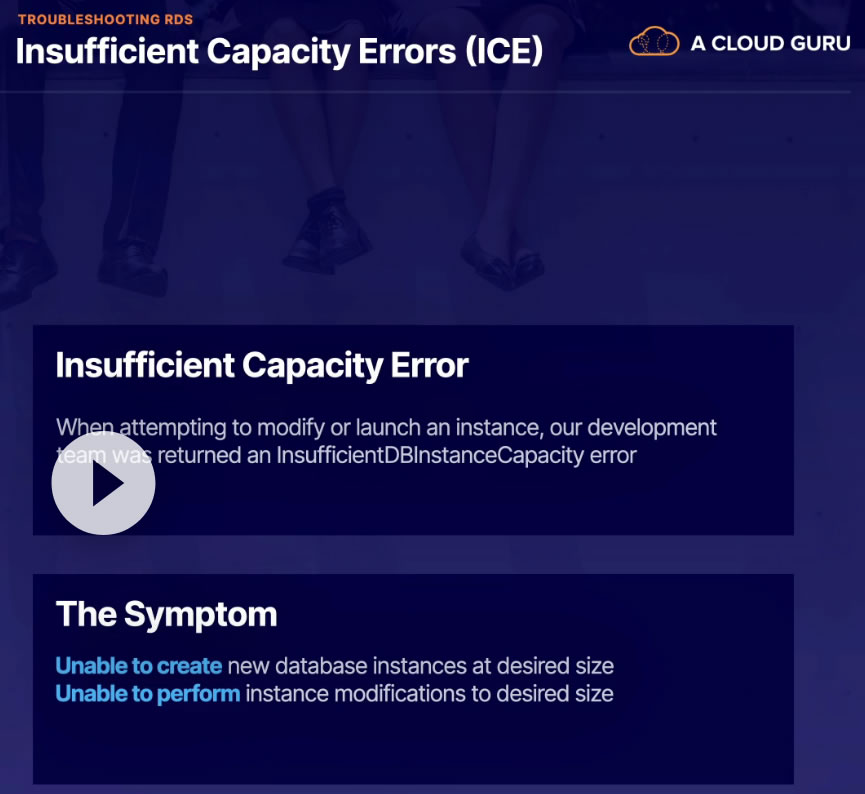 TROUBLESHOOTING RDS
Insufficient Capacity Errors (ICE)
A CLOUD GURU
Insufficient Capacity Error
When attempting to modify or launch an instance, our development
team was returned an InsufficientDBInstanceCapacity error
The Symptom
Unable to create new database instances at desired size
Unable to perform instance modifications to desired size